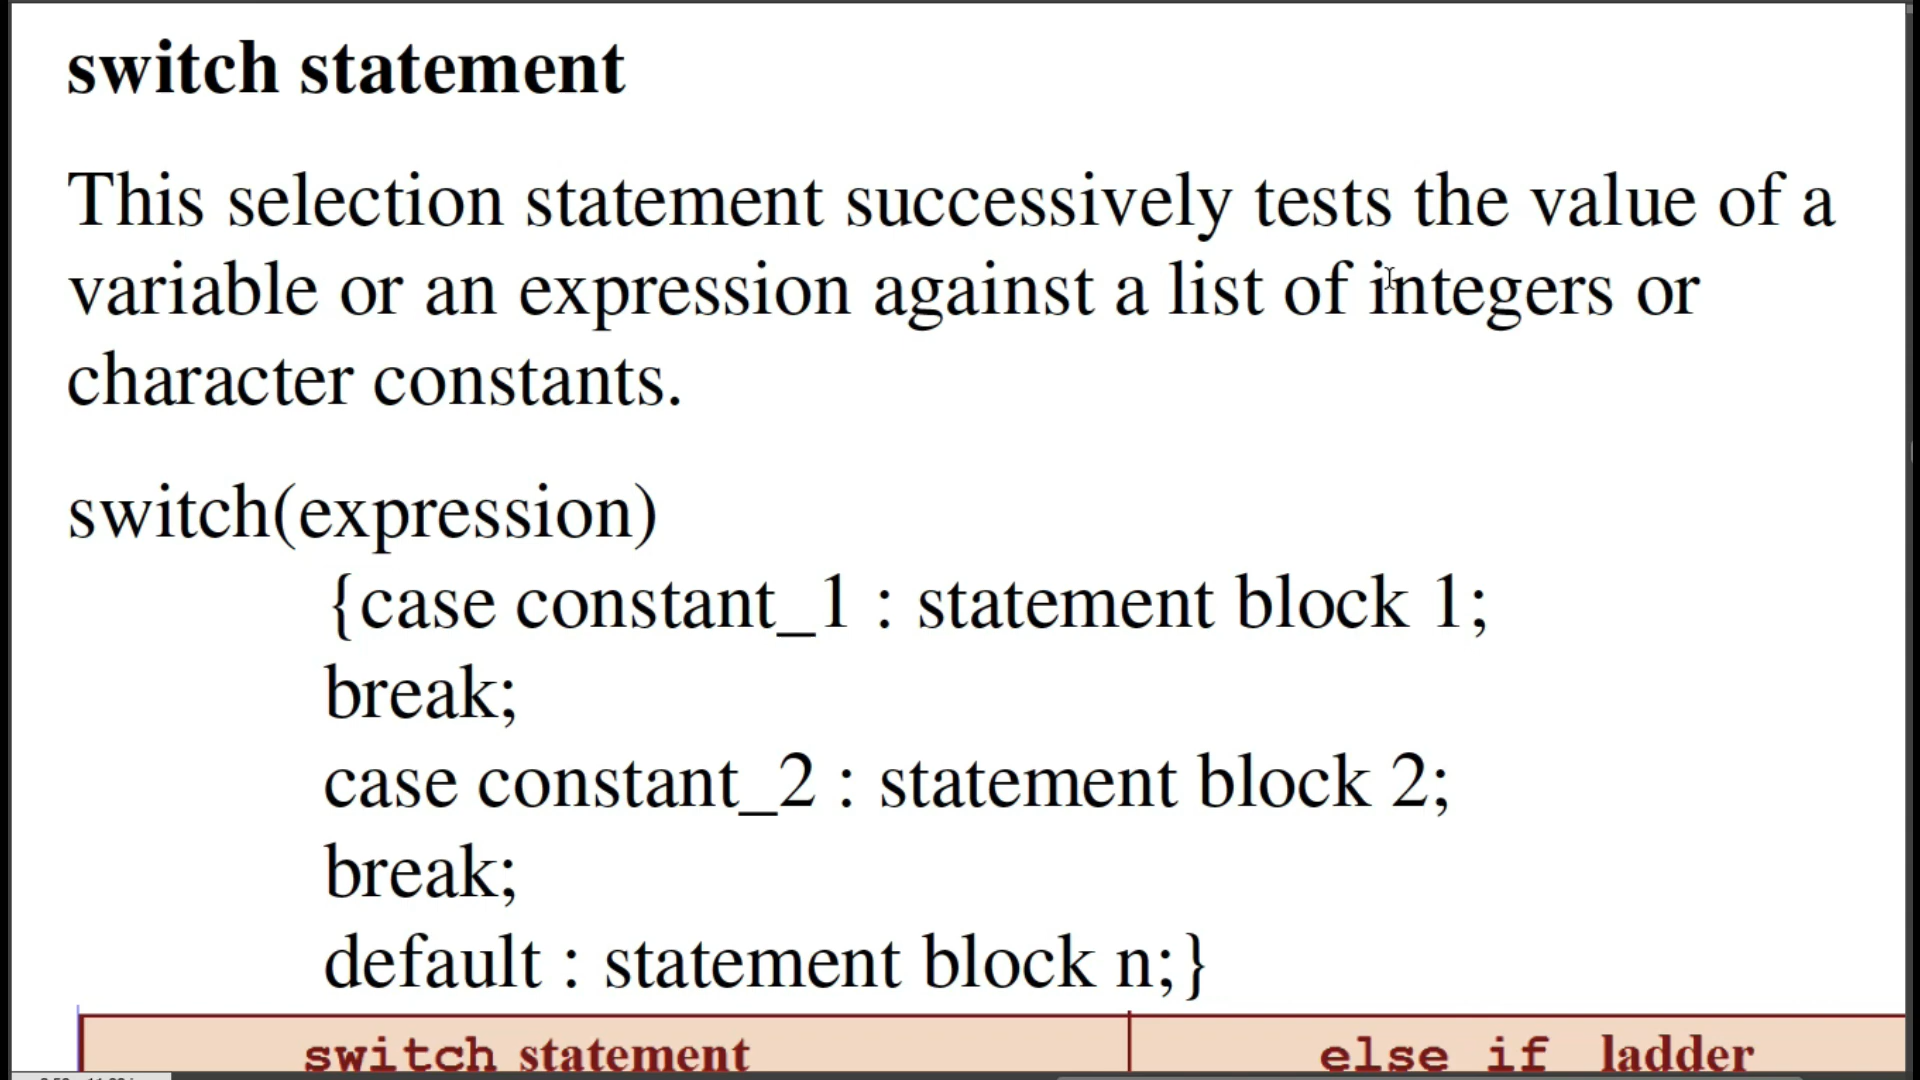 switch statement
This selection statement successively tests the value of a
variable or an expression against a list of integers or
character constants.
switch(expression)
{case constant_1 : statement block 1;
break;
case constant_2 : statement block 2;
break;
default : statement block n;}
switch statement
else if ladder